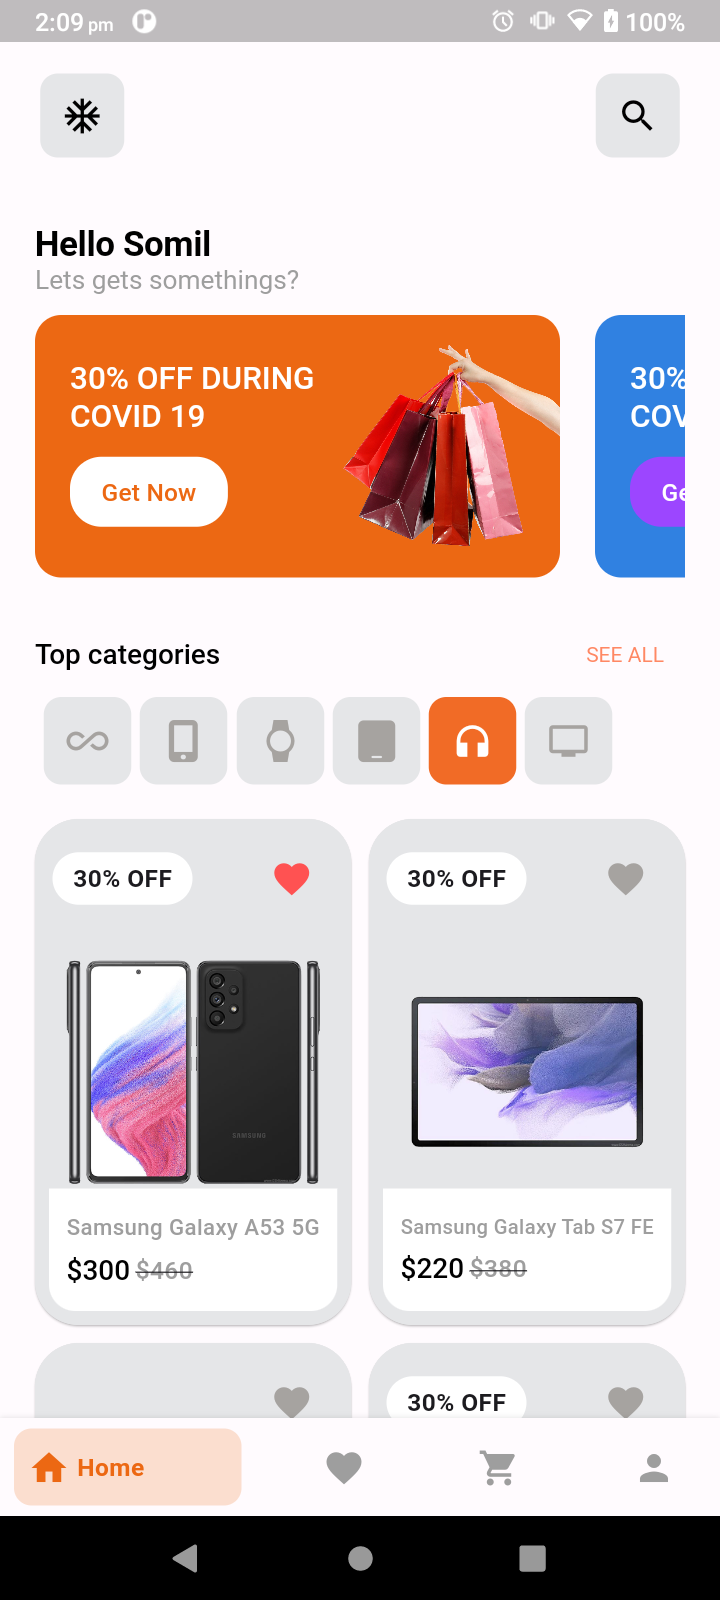 2:09 pm
100%
Hello Somil
Lets gets somethings?
30% OFF DURING
COVID 19
Get Now
30%
COV
Ge
Top categories
SEE ALL
30% OFF
30% OFF
SAMSUNG
Samsung Galaxy A53 5G
$300 $460
Samsung Galaxy Tab S7 FE
$220 $380
30% OFF
Home